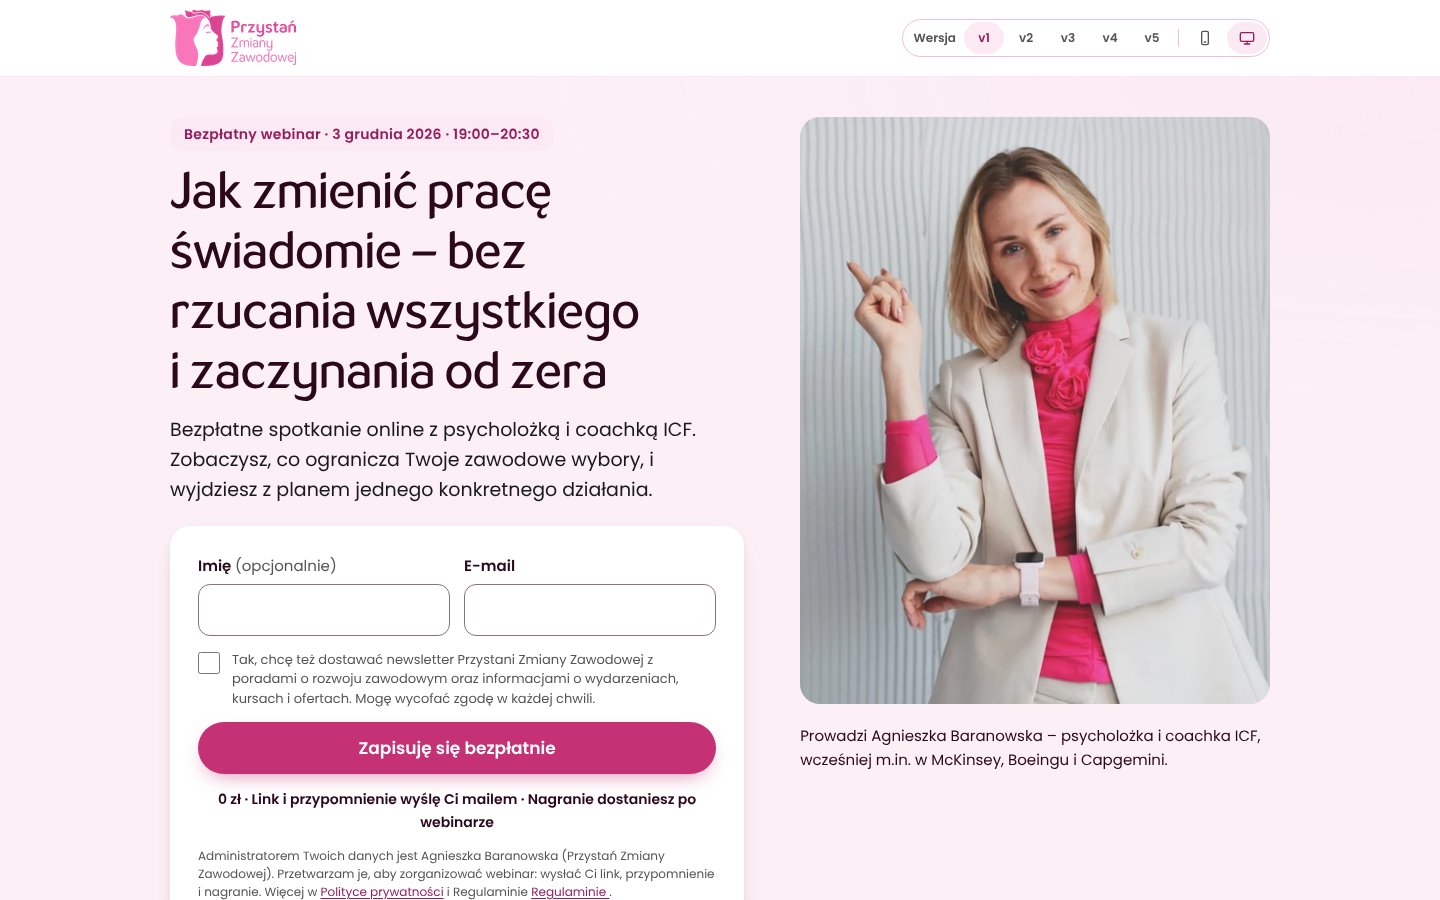 Przystań
Zmiany
Zawodowej
Wersja v1 v2 v3 v4 v5
Bezpłatny webinar · 3 grudnia 2026 · 19:00–20:30
Jak zmienić pracę
świadomie – bez
rzucania wszystkiego
i zaczynania od zera
Bezpłatne spotkanie online z psycholożką i coachką ICF.
Zobaczysz, co ogranicza Twoje zawodowe wybory, i
wyjdziesz z planem jednego konkretnego działania.
Imię (opcjonalnie)
E-mail
Tak, chcę też dostawać newsletter Przystani Zmiany Zawodowej z
poradami o rozwoju zawodowym oraz informacjami o wydarzeniach,
kursach i ofertach. Mogę wycofać zgodę w każdej chwili.
Zapisuję się bezpłatnie
0 zł · Link i przypomnienie wyślę Ci mailem · Nagranie dostaniesz po
webinarze
Administratorem Twoich danych jest Agnieszka Baranowska (Przystań Zmiany
Zawodowej). Przetwarzam je, aby zorganizować webinar: wysłać Ci link, przypomnienie
i nagranie. Więcej w Polityce prywatności i Regulaminie Regulaminie .
Prowadzi Agnieszka Baranowska – psycholożka i coachka ICF,
wcześniej m.in. w McKinsey, Boeingu i Capgemini.